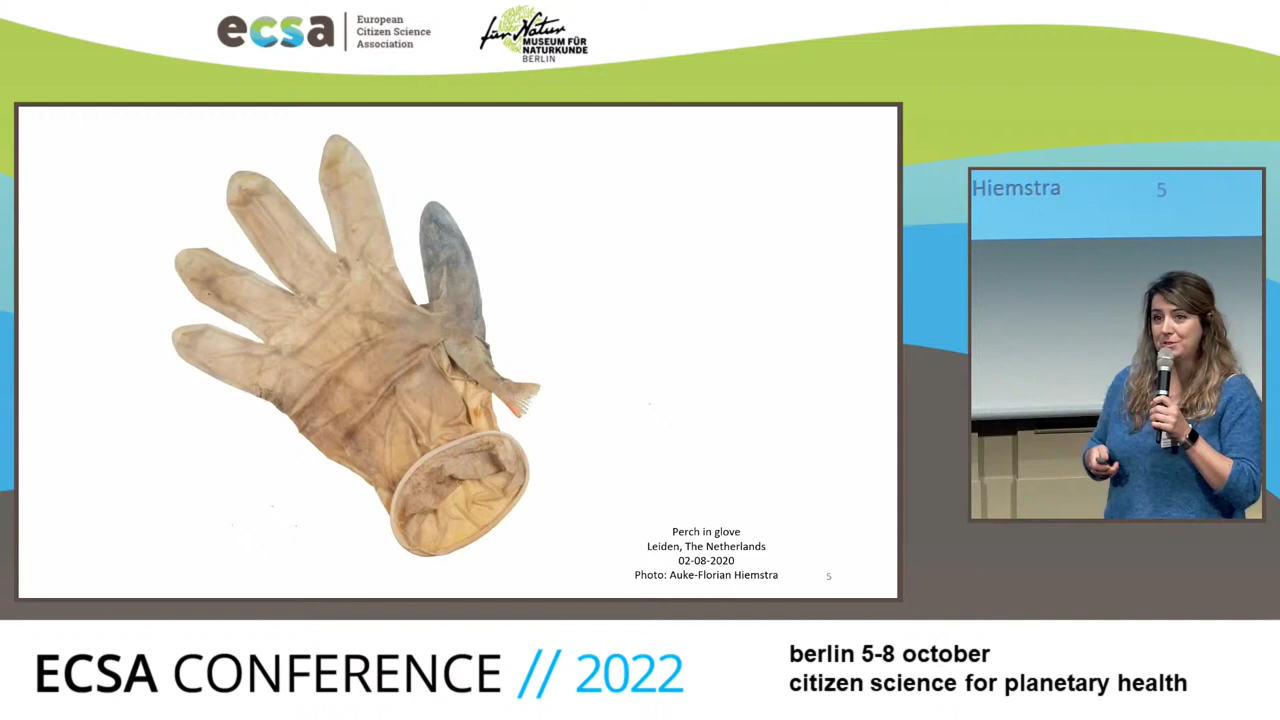 ecsa
European
Citizen Science
Association
für Natur
MUSEUM FÜR
NATURKUNDE
BERLIN
Hiemstra 5
Perch in glove
Leiden, The Netherlands
02-08-2020
Photo: Auke-Florian Hiemstra
5
ECSA CONFERENCE // 2022
berlin 5-8 october
citizen science for planetary health